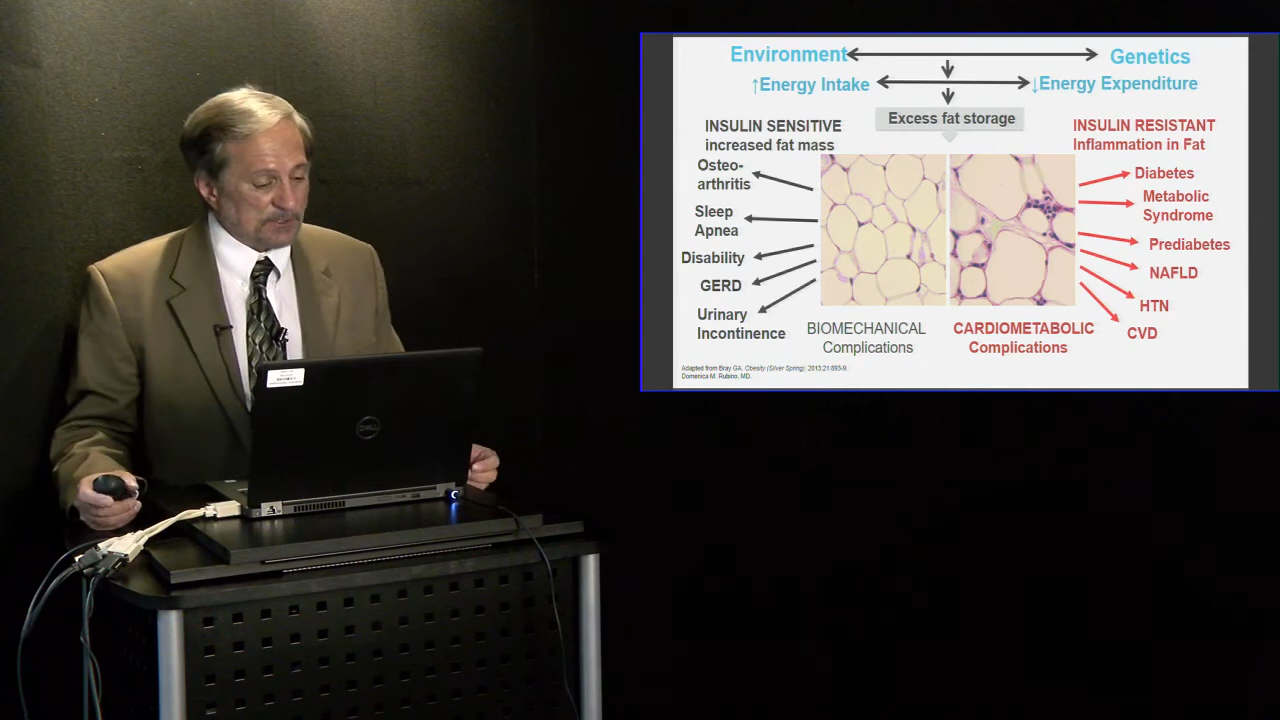 Environment
Genetics
↑Energy Intake
↓Energy Expenditure
Excess fat storage
INSULIN SENSITIVE
increased fat mass
Osteo-
arthritis
Sleep
Apnea
Disability
GERD
Urinary
Incontinence
BIOMECHANICAL
Complications
INSULIN RESISTANT
Inflammation in Fat
Diabetes
Metabolic
Syndrome
Prediabetes
NAFLD
HTN
CVD
CARDIOMETABOLIC
Complications
Adapted from Bray GA. Obesity (Silver Spring). 2013;21:893-9.
Domenica M. Rubino, MD.
DELL